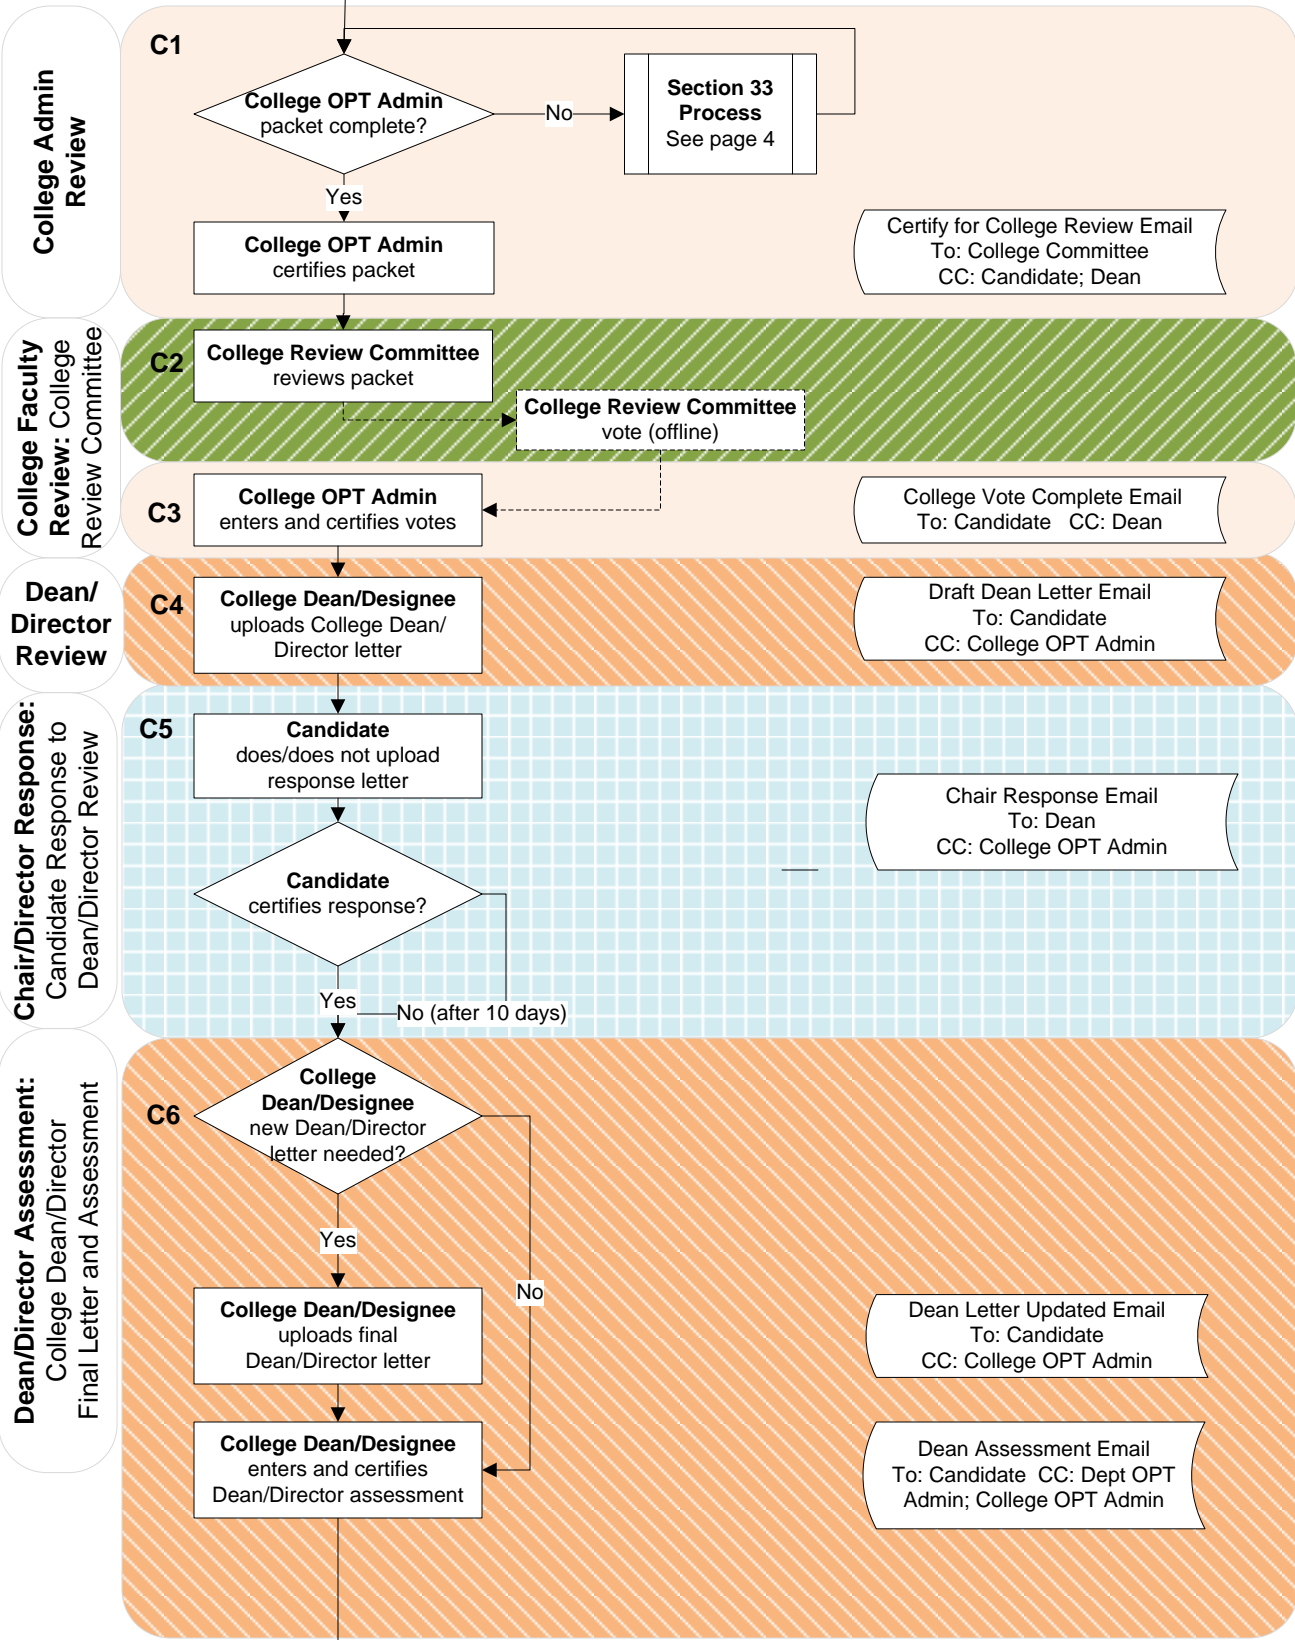 College Admin
Review
C1
College OPT Admin
packet complete?
No
Section 33
Process
See page 4
Yes
College OPT Admin
certifies packet
Certify for College Review Email
To: College Committee
CC: Candidate; Dean
College Faculty
Review: College
Review Committee
C2
College Review Committee
reviews packet
College Review Committee
vote (offline)
C3
College OPT Admin
enters and certifies votes
College Vote Complete Email
To: Candidate   CC: Dean
Dean/
Director
Review
C4
College Dean/Designee
uploads College Dean/
Director letter
Draft Dean Letter Email
To: Candidate
CC: College OPT Admin
Chair/Director Response:
Candidate Response to
Dean/Director Review
C5
Candidate
does/does not upload
response letter
Chair Response Email
To: Dean
CC: College OPT Admin
Candidate
certifies response?
Yes
No (after 10 days)
Dean/Director Assessment:
College Dean/Director
Final Letter and Assessment
C6
College
Dean/Designee
new Dean/Director
letter needed?
Yes
No
College Dean/Designee
uploads final
Dean/Director letter
Dean Letter Updated Email
To: Candidate
CC: College OPT Admin
College Dean/Designee
enters and certifies
Dean/Director assessment
Dean Assessment Email
To: Candidate  CC: Dept OPT
Admin; College OPT Admin